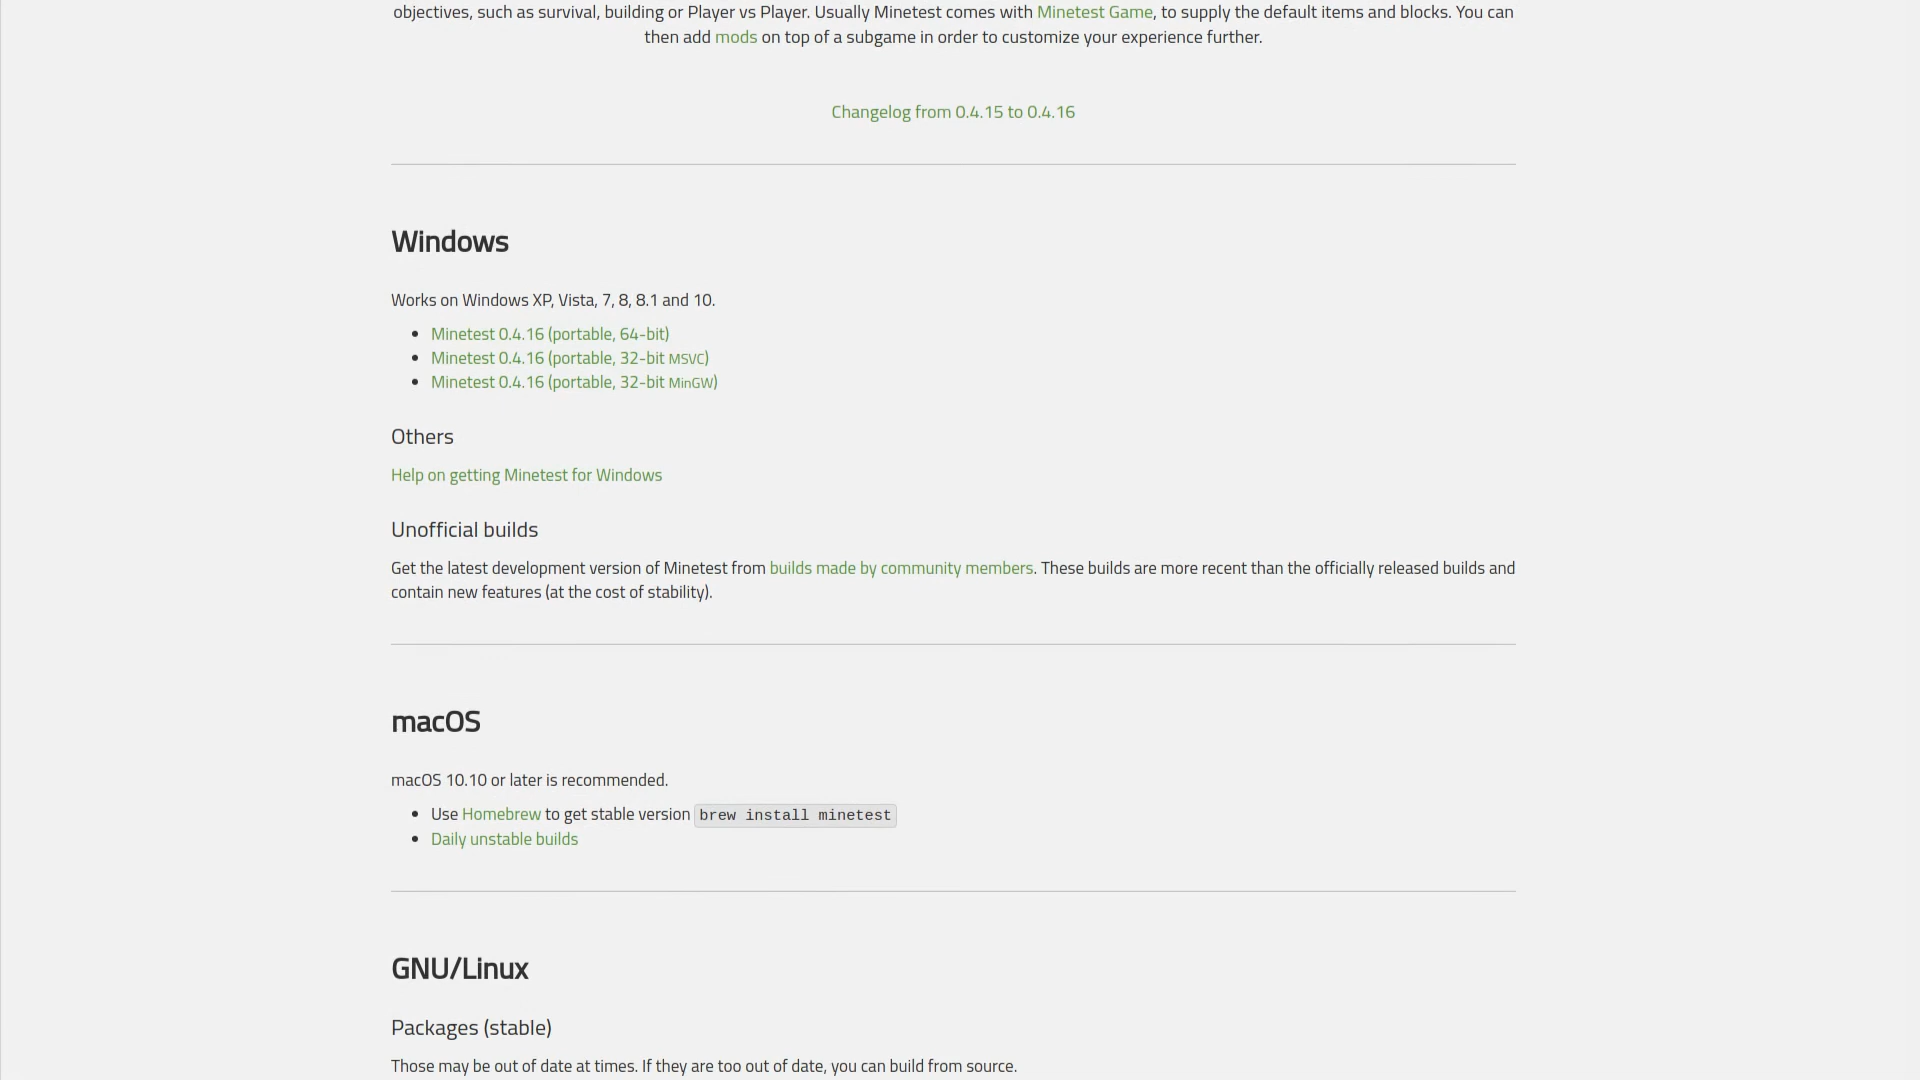 objectives, such as survival, building or Player vs Player. Usually Minetest comes with Minetest Game, to supply the default items and blocks. You can
then add mods on top of a subgame in order to customize your experience further.
Changelog from 0.4.15 to 0.4.16
Windows
Works on Windows XP, Vista, 7, 8, 8.1 and 10.
• Minetest 0.4.16 (portable, 64-bit)
• Minetest 0.4.16 (portable, 32-bit MSVC)
• Minetest 0.4.16 (portable, 32-bit MinGW)
Others
Help on getting Minetest for Windows
Unofficial builds
Get the latest development version of Minetest from builds made by community members. These builds are more recent than the officially released builds and
contain new features (at the cost of stability).
macOS
macOS 10.10 or later is recommended.
• Use Homebrew to get stable version brew install minetest
• Daily unstable builds
GNU/Linux
Packages (stable)
Those may be out of date at times. If they are too out of date, you can build from source.